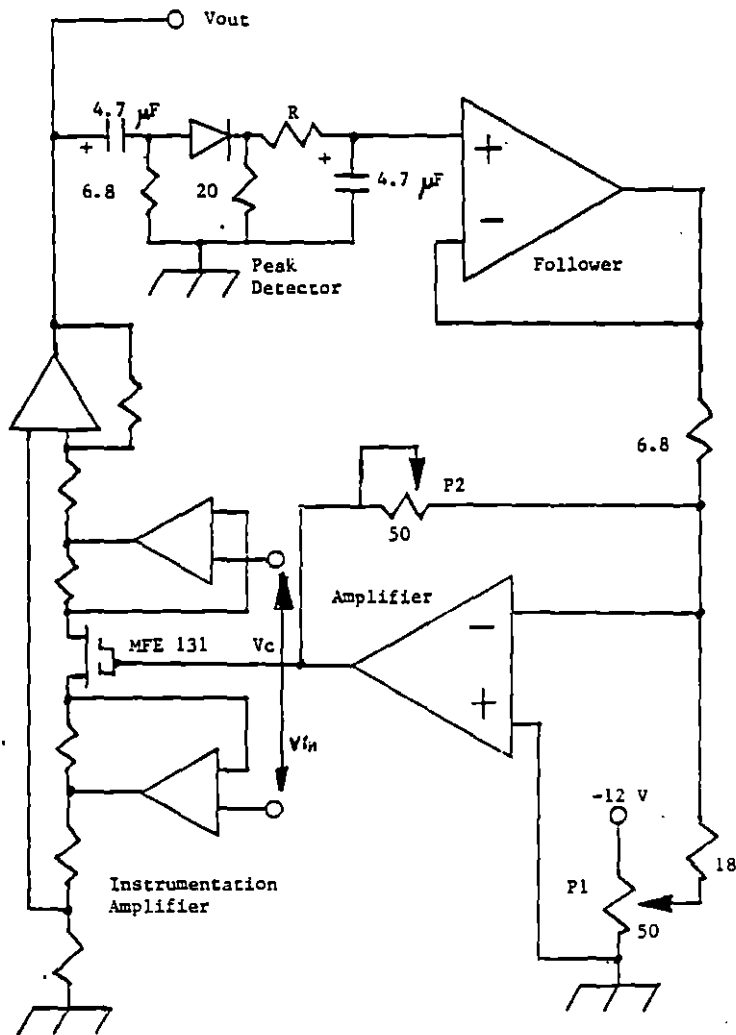 Vout
4.7 μF
R
+
6.8
20
+
4.7 μF
+
−
Peak
Detector
Follower
6.8
P2
50
Amplifier
MFE 131
Vc
−
+
Vin
-12 V
18
P1
50
Instrumentation
Amplifier